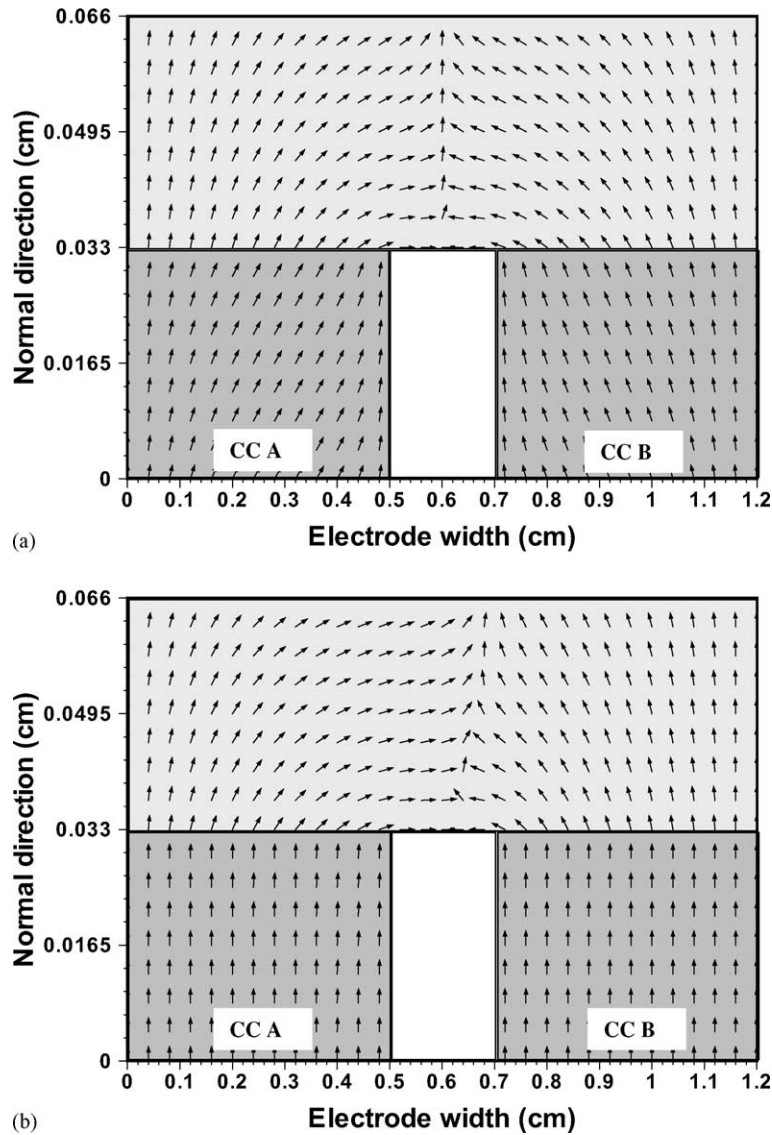 0.066
0.0495
0.033
0.0165
0
Normal direction (cm)
CC A
CC B
0 0.1 0.2 0.3 0.4 0.5 0.6 0.7 0.8 0.9 1 1.1 1.2
Electrode width (cm)
(a)
0.066
0.0495
0.033
0.0165
0
Normal direction (cm)
CC A
CC B
0 0.1 0.2 0.3 0.4 0.5 0.6 0.7 0.8 0.9 1 1.1 1.2
Electrode width (cm)
(b)